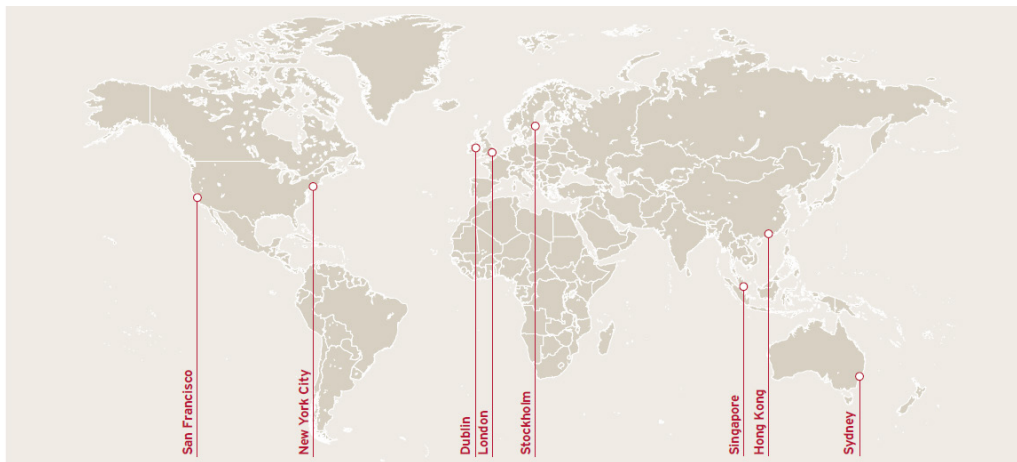 San Francisco
New York City
Dublin
London
Stockholm
Singapore
Hong Kong
Sydney